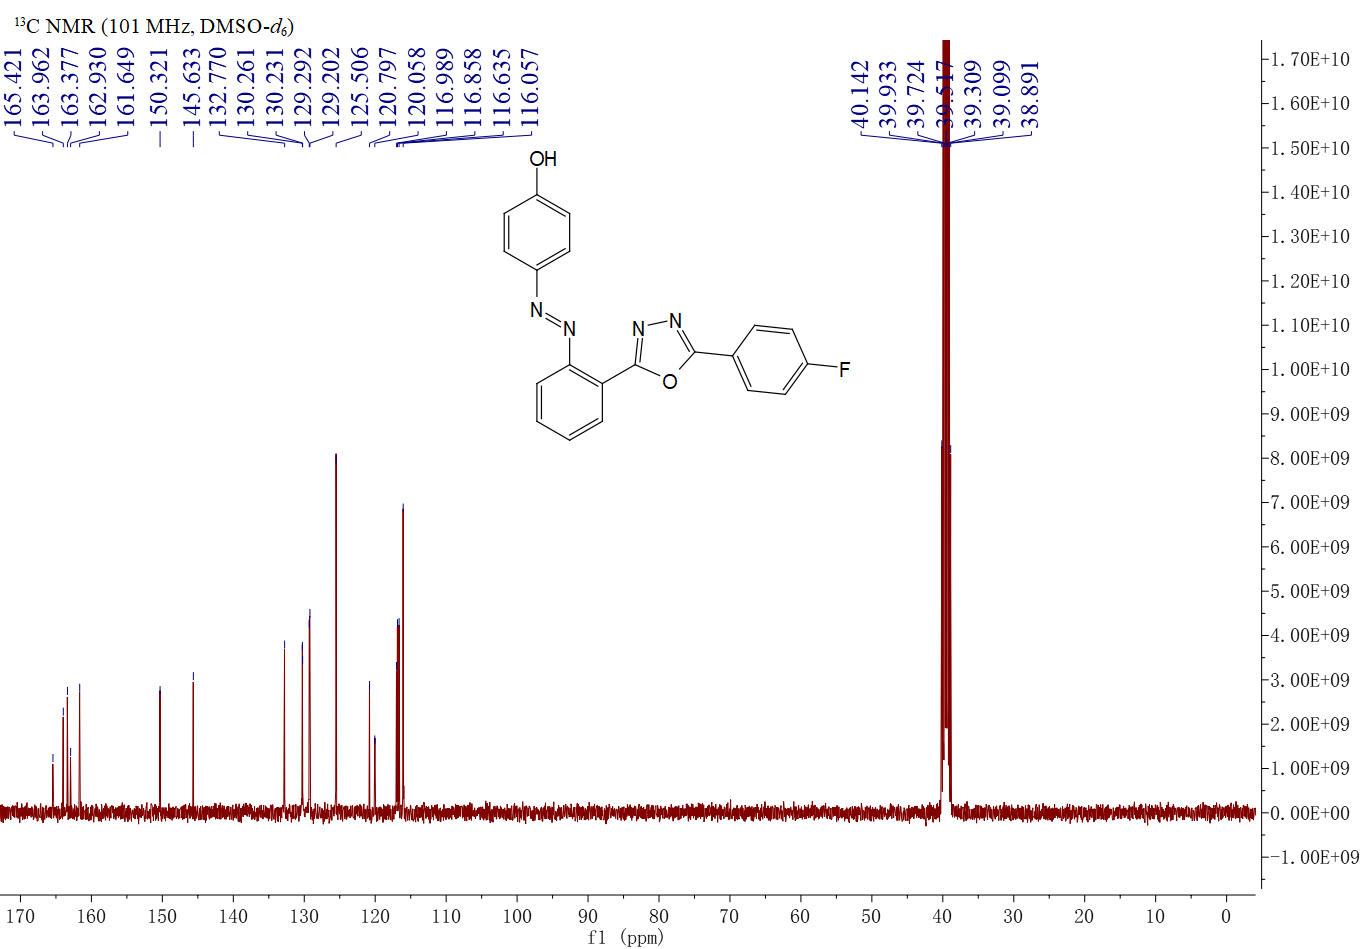 ¹³C NMR (101 MHz, DMSO-d₆)
165.421
163.962
163.377
162.930
161.649
150.321
145.633
132.770
130.261
130.231
129.292
129.202
125.506
120.797
120.058
116.989
116.858
116.635
116.057
40.142
39.933
39.724
39.517
39.309
39.099
38.891
OH
N
N
N
N
O
F
1.70E+10
1.60E+10
1.50E+10
1.40E+10
1.30E+10
1.20E+10
1.10E+10
1.00E+10
9.00E+09
8.00E+09
7.00E+09
6.00E+09
5.00E+09
4.00E+09
3.00E+09
2.00E+09
1.00E+09
0.00E+00
-1.00E+09
170 160 150 140 130 120 110 100 90 80 70 60 50 40 30 20 10 0
f1 (ppm)